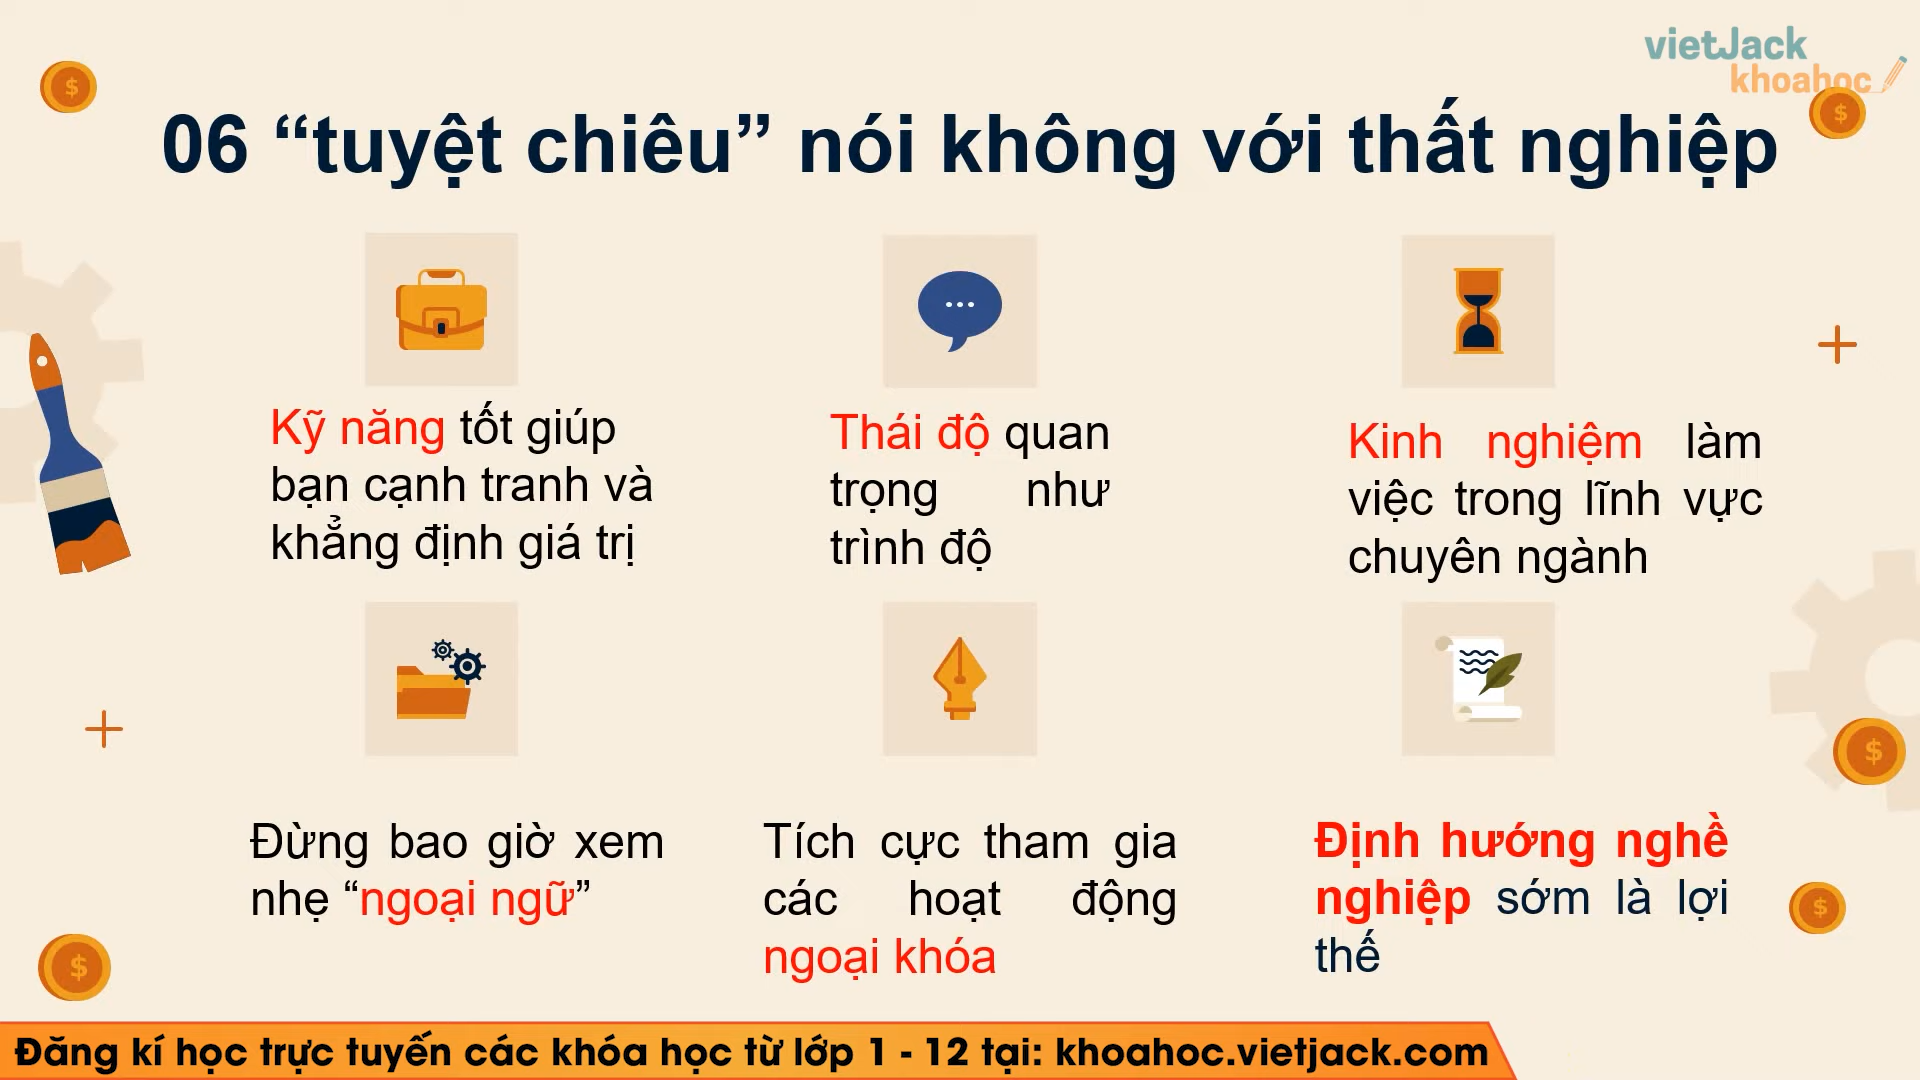 vietJack
khoahoc
06 “tuyệt chiêu” nói không với thất nghiệp
Kỹ năng tốt giúp
bạn cạnh tranh và
khẳng định giá trị
Thái độ quan
trọng như
trình độ
Kinh nghiệm làm
việc trong lĩnh vực
chuyên ngành
Đừng bao giờ xem
nhẹ “ngoại ngữ”
Tích cực tham gia
các hoạt động
ngoại khóa
Định hướng nghề
nghiệp sớm là lợi
thế
Đăng kí học trực tuyến các khóa học từ lớp 1 - 12 tại: khoahoc.vietjack.com